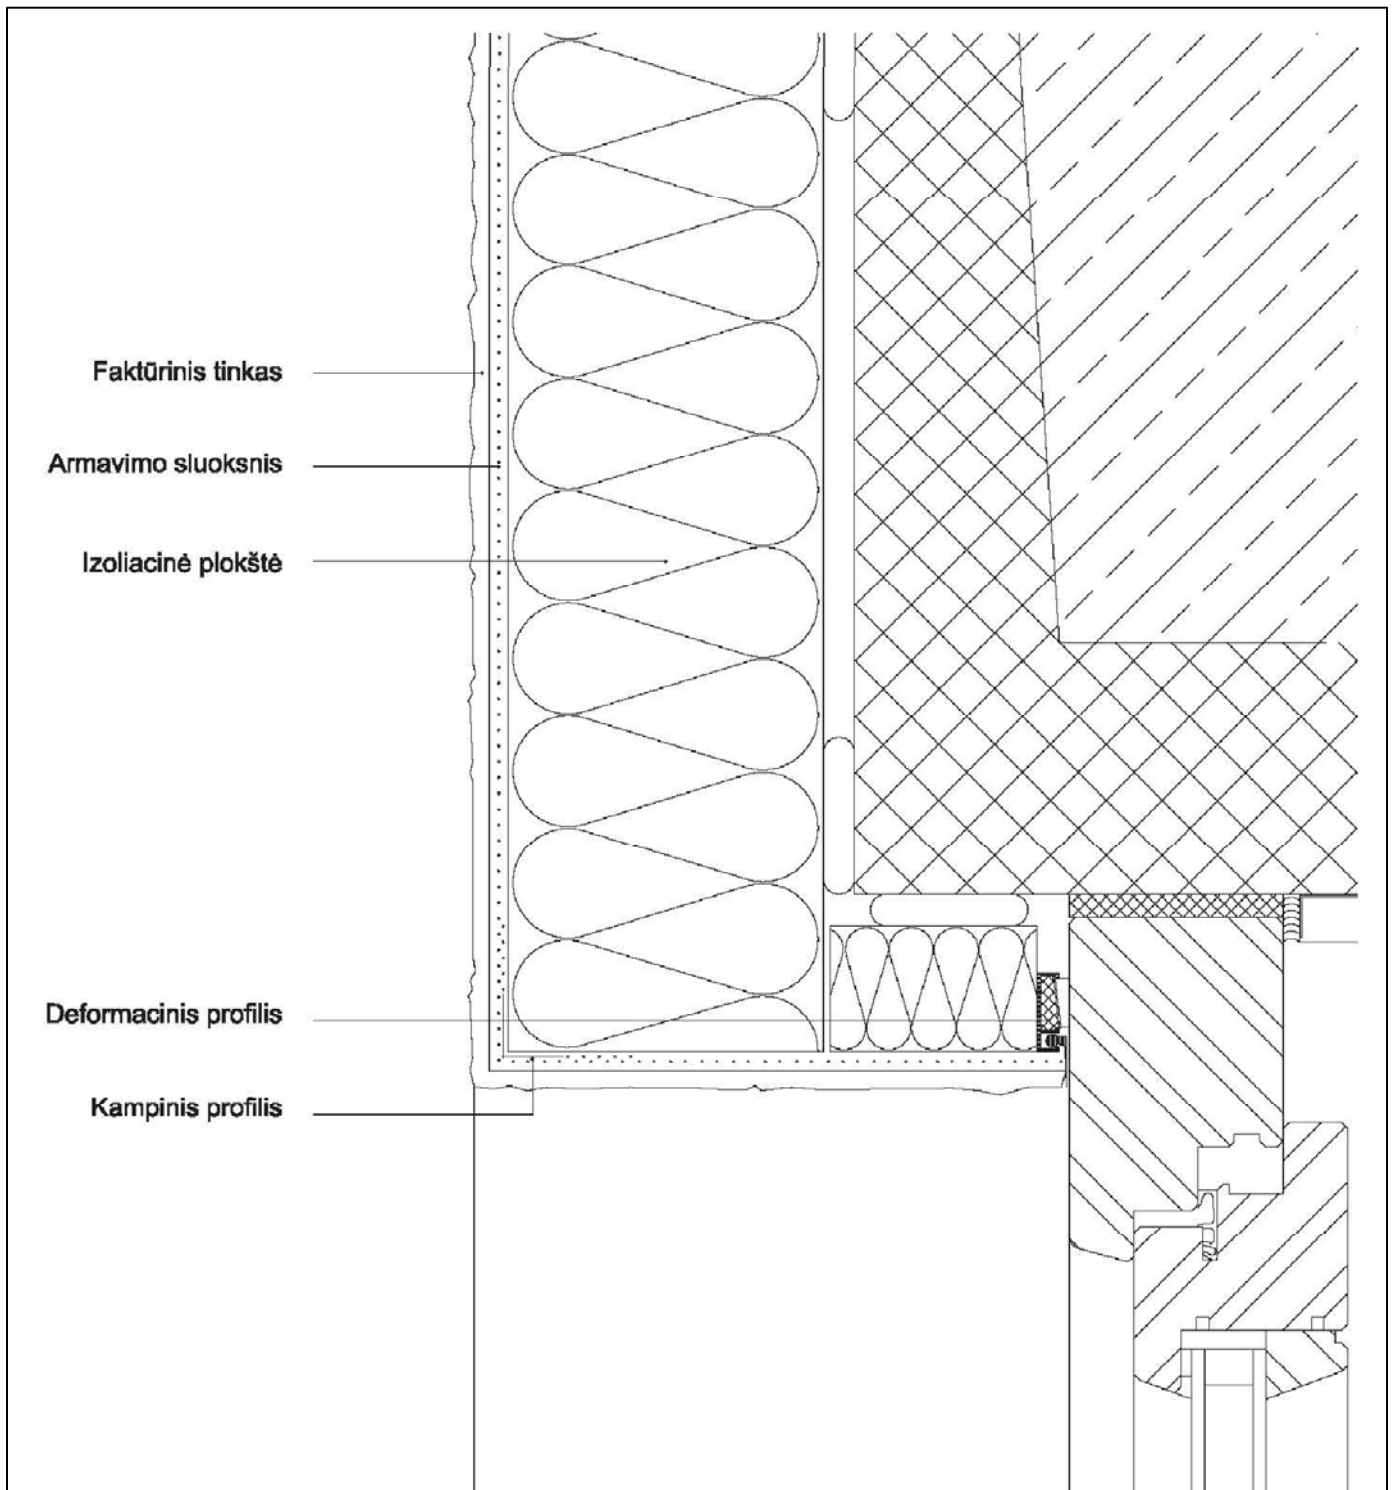 Faktūrinis tinkas
Armavimo sluoksnis
Izoliacinė plokštė
Deformacinis profilis
Kampinis profilis